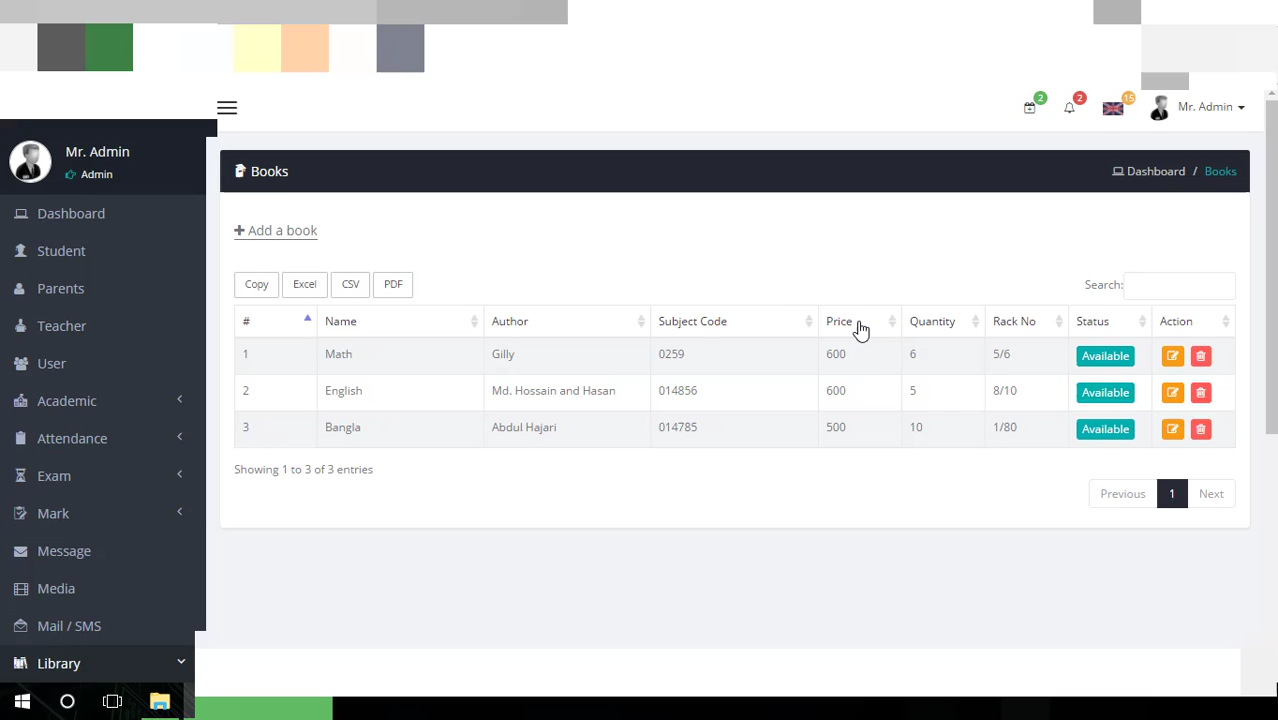 2 2 15 Mr. Admin
Mr. Admin
Admin
Books
Dashboard / Books
Dashboard
Student
Parents
Teacher
User
Academic
Attendance
Exam
Mark
Message
Media
Mail / SMS
Library
+ Add a book
Copy Excel CSV PDF
Search:
# Name Author Subject Code Price Quantity Rack No Status Action
1 Math Gilly 0259 600 6 5/6 Available
2 English Md. Hossain and Hasan 014856 600 5 8/10 Available
3 Bangla Abdul Hajari 014785 500 10 1/80 Available
Showing 1 to 3 of 3 entries
Previous 1 Next